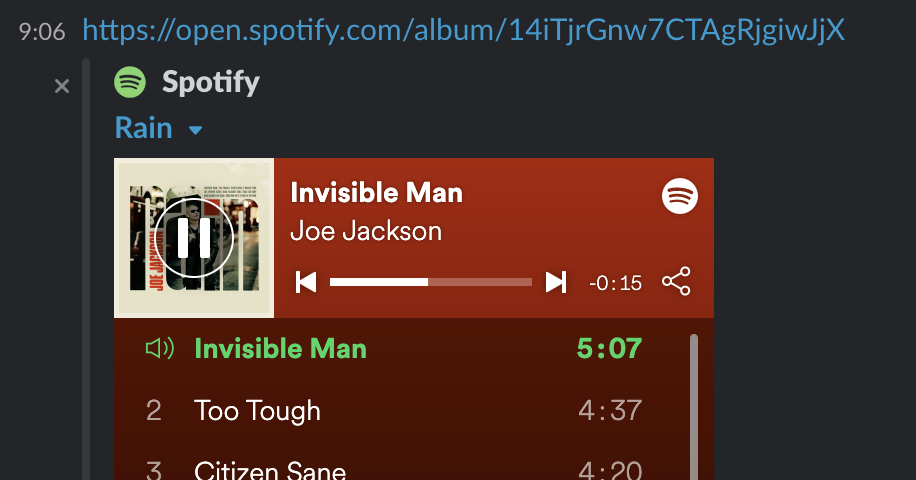 9:06 https://open.spotify.com/album/14iTjrGnw7CTAgRjgiwJjX
Spotify
Rain
Invisible Man
Joe Jackson
JOE JACKSON
-0:15
Invisible Man 5:07
2 Too Tough 4:37
3 Citizen Sane 4:20